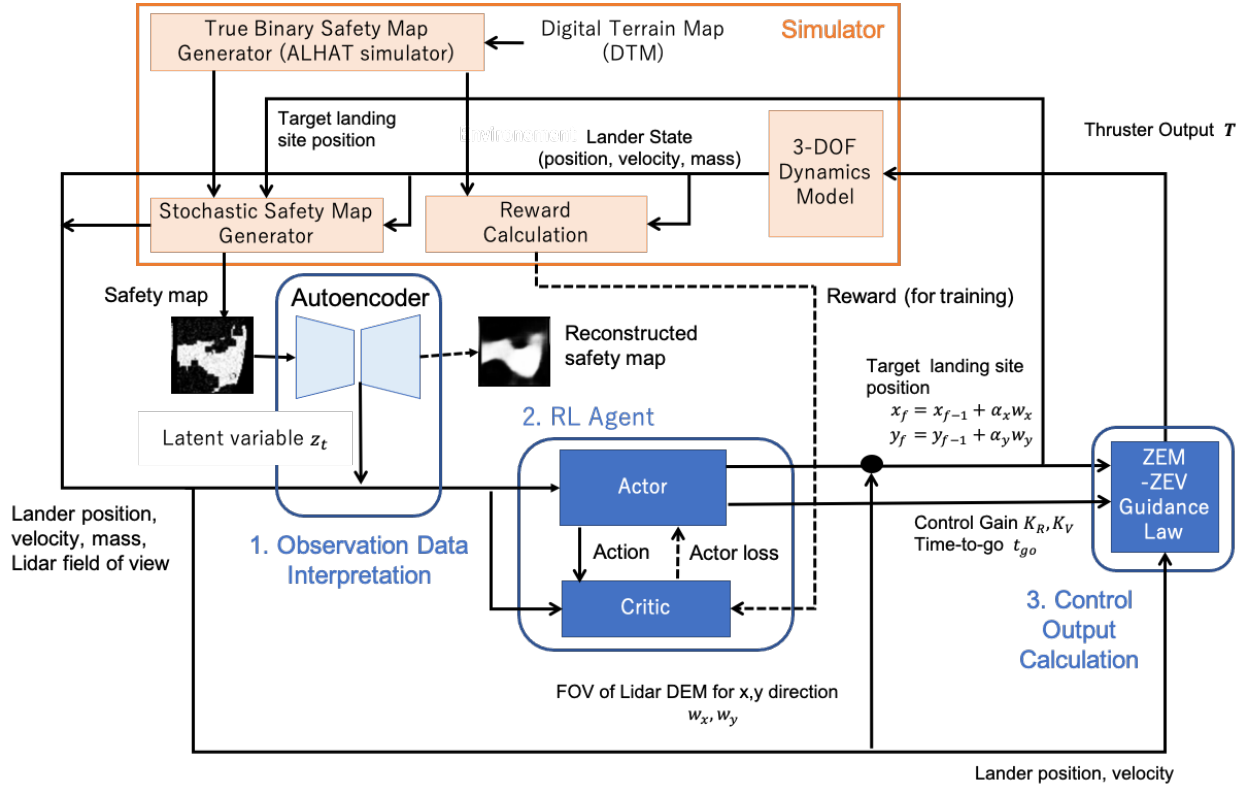 True Binary Safety Map
Generator (ALHAT simulator)
Digital Terrain Map
(DTM)
Simulator
Target landing
site position
Environment
Lander State
(position, velocity, mass)
3-DOF
Dynamics
Model
Thruster Output T
Stochastic Safety Map
Generator
Reward
Calculation
Safety map
Autoencoder
Reconstructed
safety map
Reward (for training)
Latent variable z_t
2. RL Agent
Target landing site
position
x_f = x_{f−1} + α_x w_x
y_f = y_{f−1} + α_y w_y
Actor
ZEM
-ZEV
Guidance
Law
Lander position,
velocity, mass,
Lidar field of view
1. Observation Data
Interpretation
Action
Actor loss
Critic
Control Gain K_R, K_V
Time-to-go t_{go}
3. Control
Output
Calculation
FOV of Lidar DEM for x,y direction
w_x, w_y
Lander position, velocity